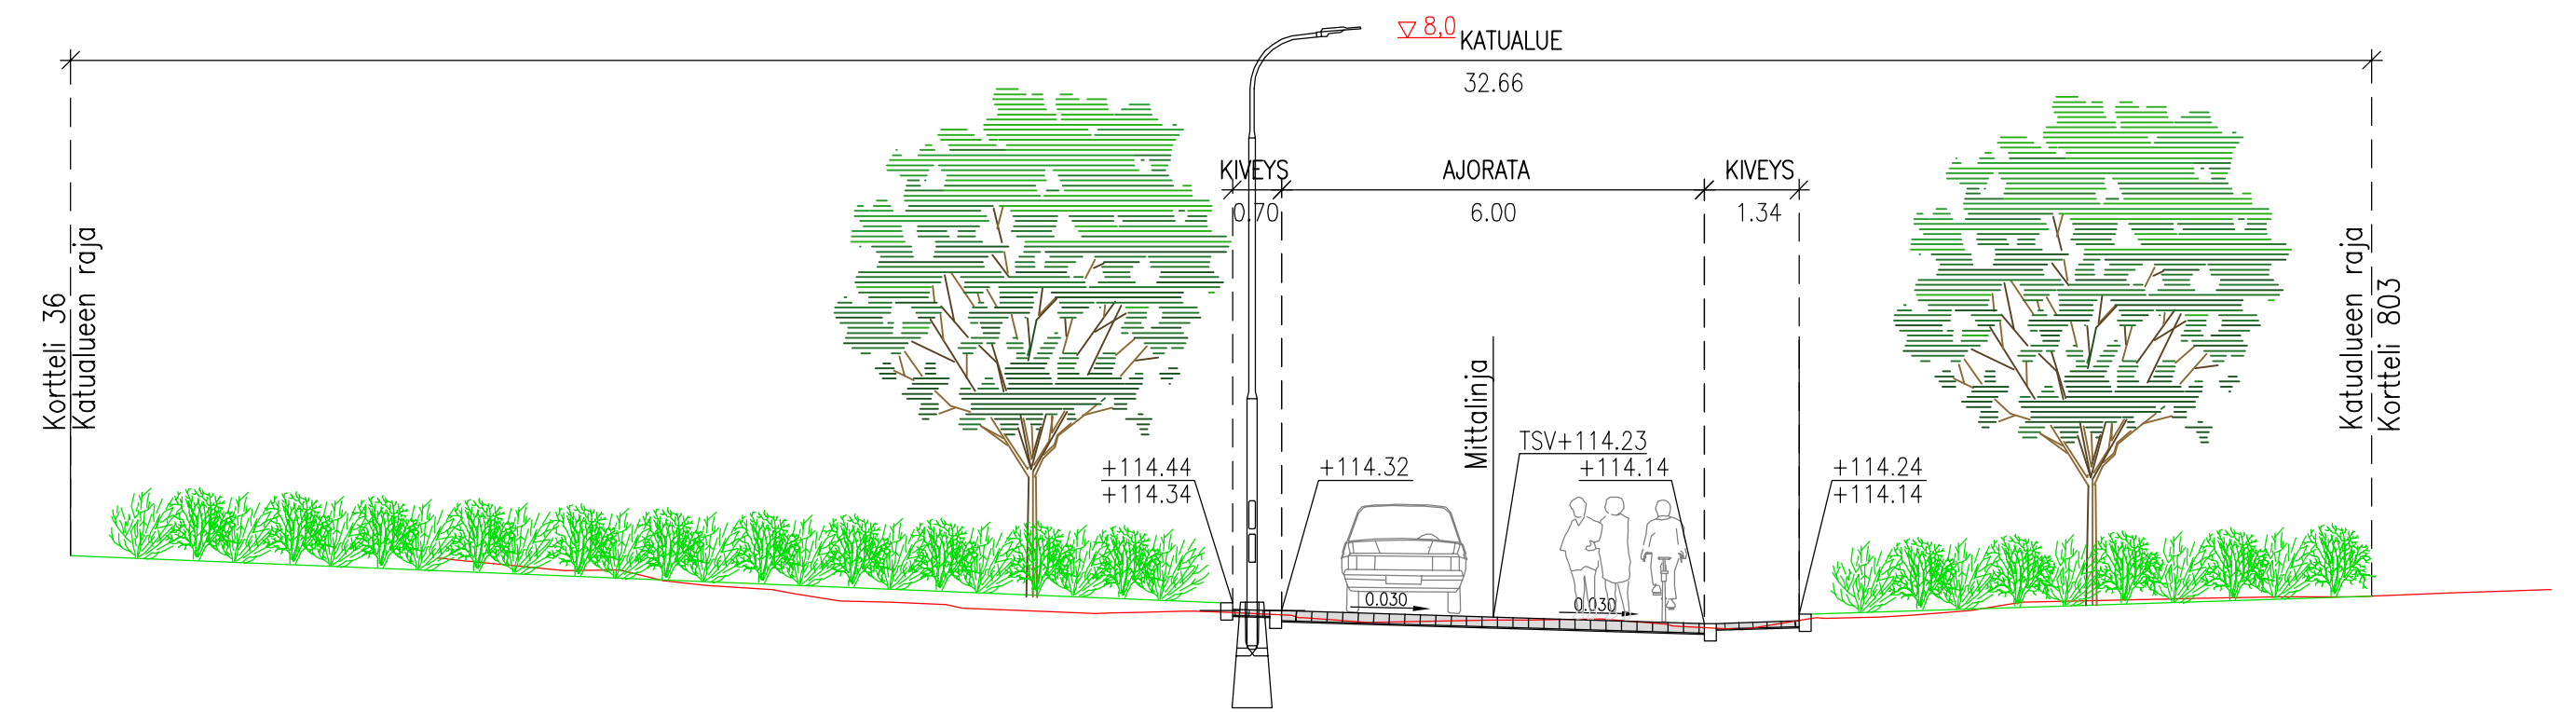 8,0
KATUALUE
32.66
KIVEYS
AJORATA
KIVEYS
0.70
6.00
1.34
Kortteli 36
Katualueen raja
Mittalinja
Katualueen raja
Kortteli 803
TSV+114.23
+114.44
+114.34
+114.32
+114.14
+114.24
+114.14
0.030
0.030